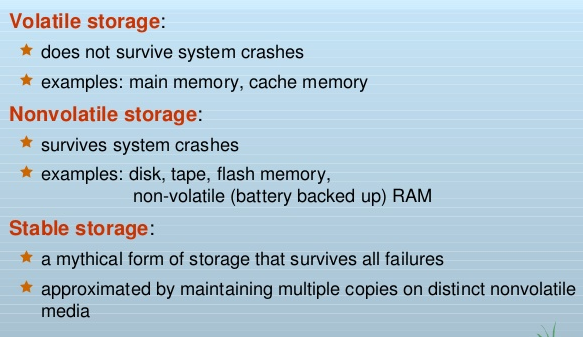 Volatile storage:
does not survive system crashes
examples: main memory, cache memory
Nonvolatile storage:
survives system crashes
examples: disk, tape, flash memory,
non-volatile (battery backed up) RAM
Stable storage:
a mythical form of storage that survives all failures
approximated by maintaining multiple copies on distinct nonvolatile
media